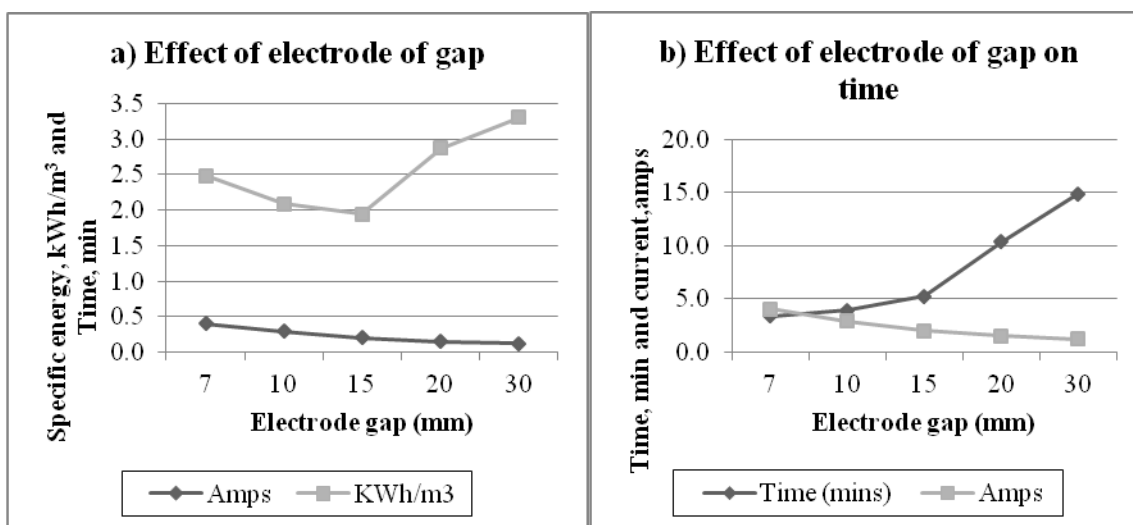 a) Effect of electrode of gap
Specific energy, kWh/m³ and
Time, min
3.5
3.0
2.5
2.0
1.5
1.0
0.5
0.0
7 10 15 20 30
Electrode gap (mm)
Amps KWh/m3
b) Effect of electrode of gap on
time
Time, min and current,amps
20.0
15.0
10.0
5.0
0.0
7 10 15 20 30
Electrode gap (mm)
Time (mins) Amps